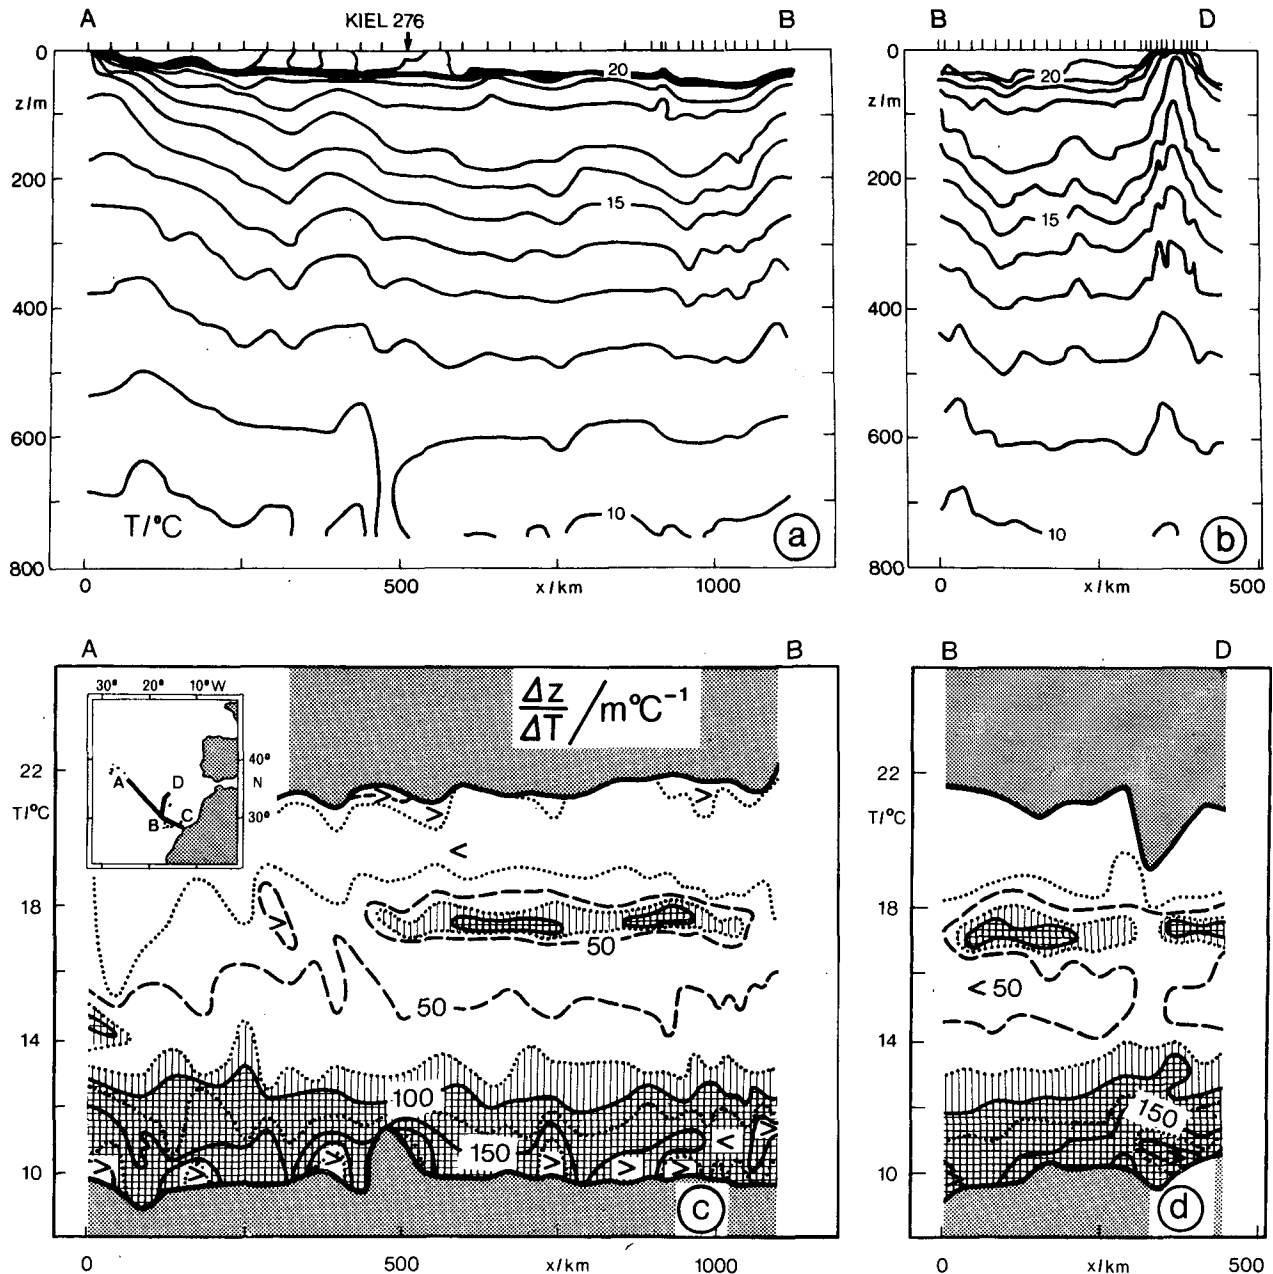 A
KIEL 276
B
B
D
0
z/m
200
400
600
800
20
15
10
T/°C
a
0
500
x/km
1000
0
z/m
200
400
600
800
20
15
10
b
0
x/km
500
A
B
B
D
Δz/ΔT /m°C⁻¹
30° 20° 10°W
40°
N
30°
A
D
B
C
22
T/°C
18
14
10
>
>
>
<
>
50
50
100
150
>
>
>
>
>
>
<
>
c
0
500
x/km
1000
22
T/°C
18
14
10
< 50
150
d
0
x/km
500